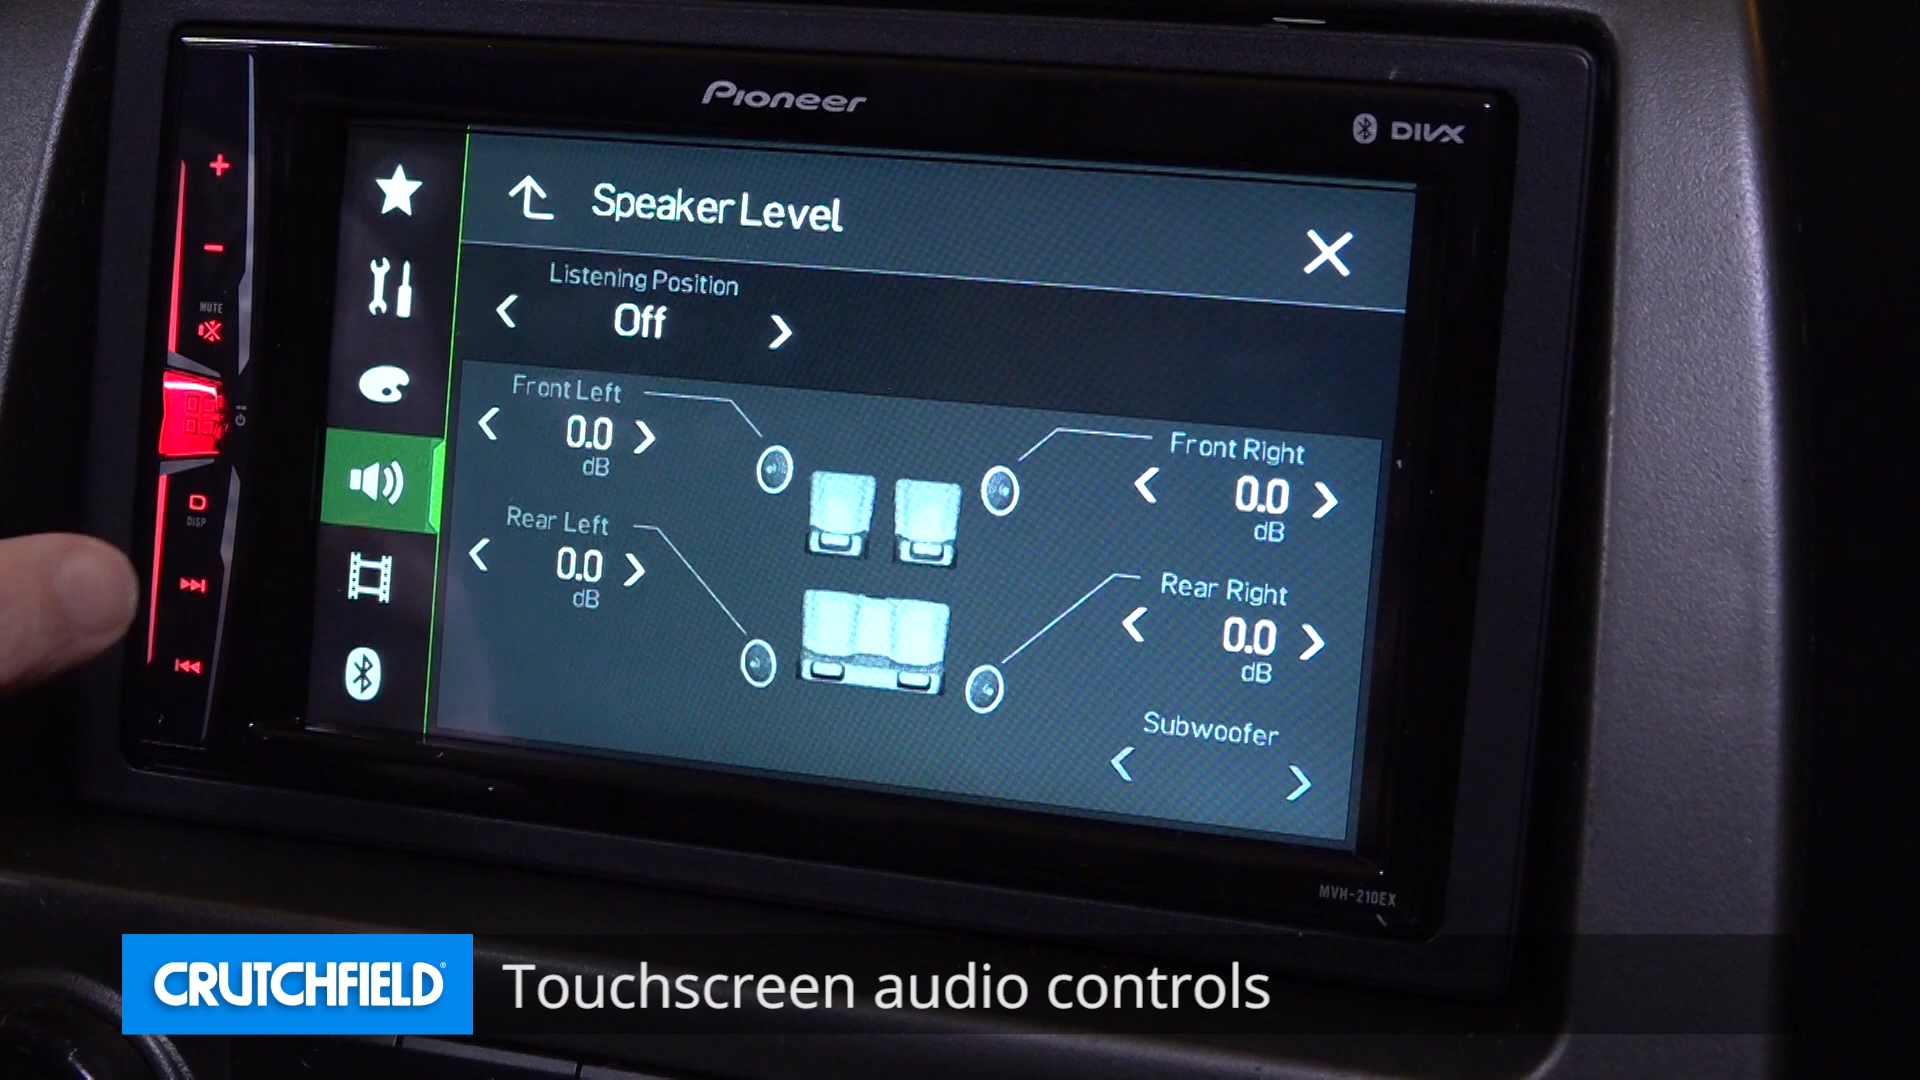 Pioneer
DIVX
Speaker Level
Listening Position
Off
Front Left
0.0
dB
Front Right
0.0
dB
Rear Left
0.0
dB
Rear Right
0.0
dB
Subwoofer
MUTE
D
DISP
MVH-210EX
CRUTCHFIELD®
Touchscreen audio controls